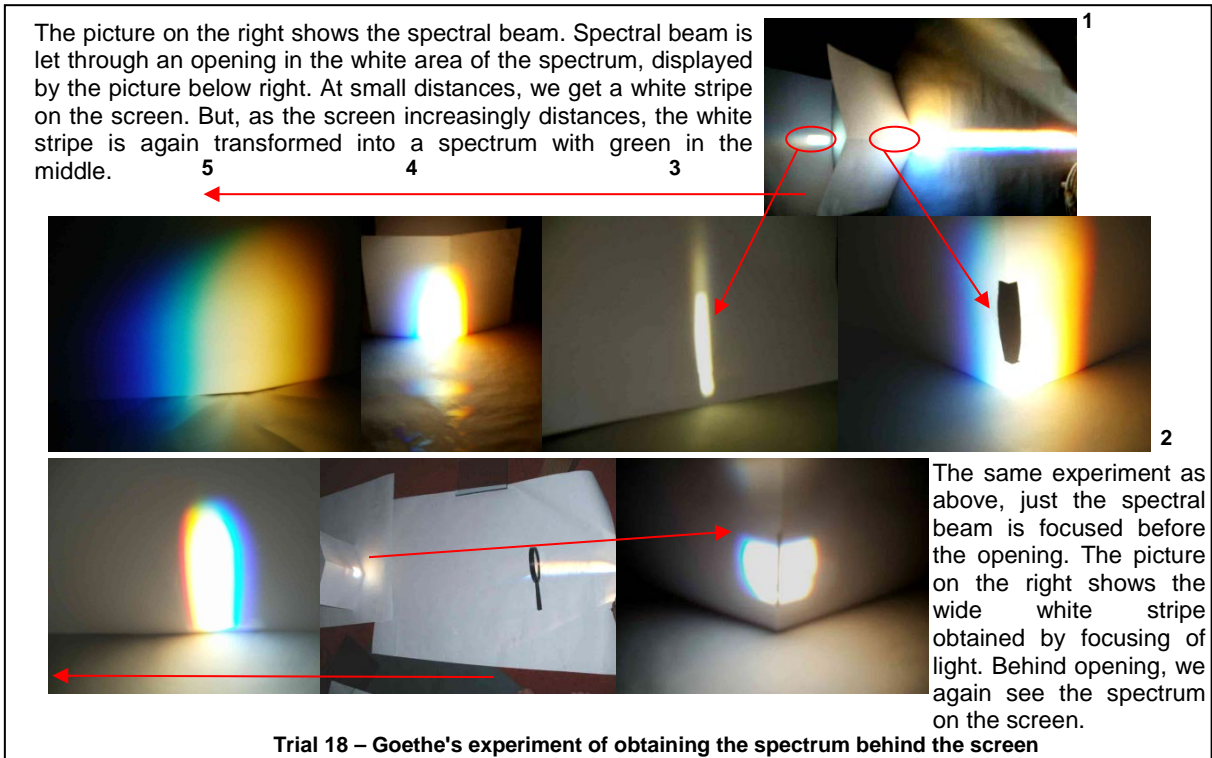 The picture on the right shows the spectral beam. Spectral beam is
let through an opening in the white area of the spectrum, displayed
by the picture below right. At small distances, we get a white stripe
on the screen. But, as the screen increasingly distances, the white
stripe is again transformed into a spectrum with green in the
middle.
1
5 4 3
2
The same experiment as
above, just the spectral
beam is focused before
the opening. The picture
on the right shows the
wide white stripe
obtained by focusing of
light. Behind opening, we
again see the spectrum
on the screen.
Trial 18 – Goethe's experiment of obtaining the spectrum behind the screen